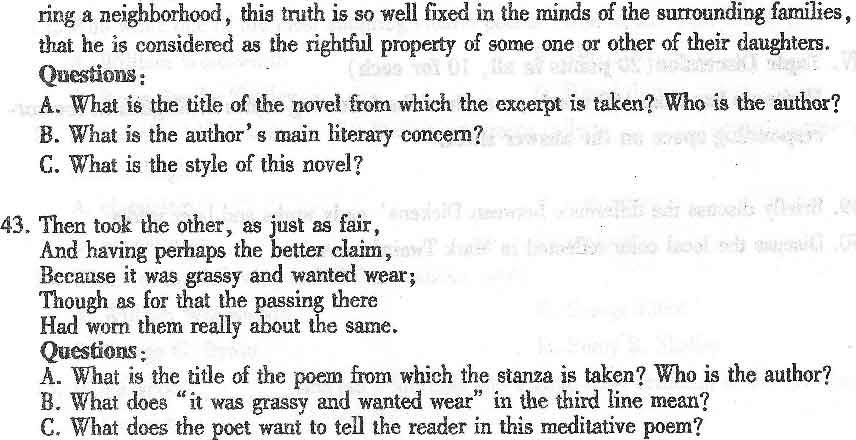 ring a neighborhood, this truth is so well fixed in the minds of the surrounding families,
that he is considered as the rightful property of some one or other of their daughters.
Questions:
A. What is the title of the novel from which the excerpt is taken? Who is the author?
B. What is the author's main literary concern?
C. What is the style of this novel?
43. Then took the other, as just as fair,
And having perhaps the better claim,
Because it was grassy and wanted wear;
Though as for that the passing there
Had worn them really about the same.
Questions:
A. What is the title of the poem from which the stanza is taken? Who is the author?
B. What does "it was grassy and wanted wear" in the third line mean?
C. What does the poet want to tell the reader in this meditative poem?